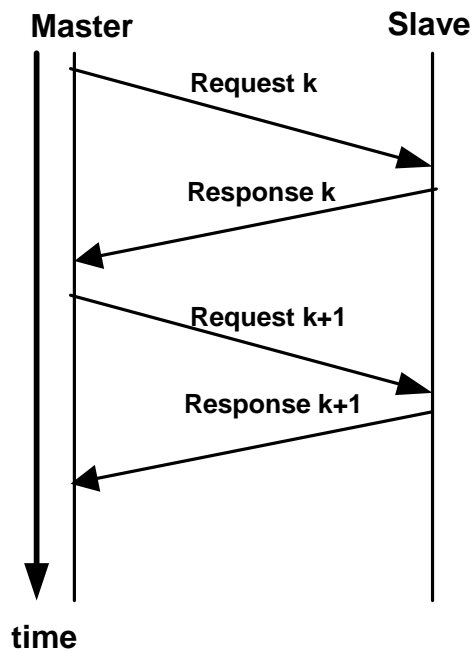 Master
Slave
Request k
Response k
Request k+1
Response k+1
time